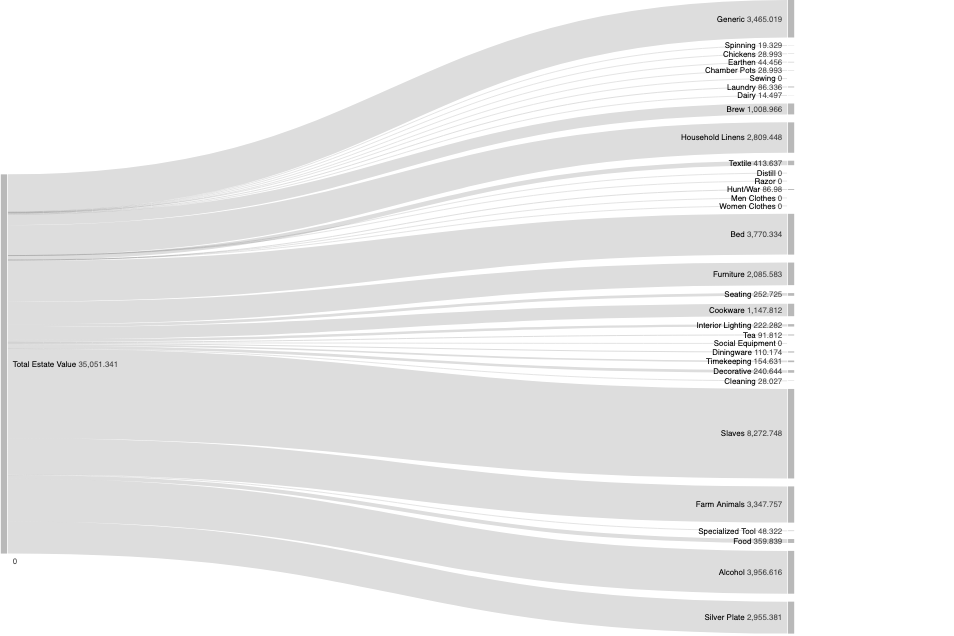 Generic 3,465.019
Spinning 19.329
Chickens 28.993
Earthen 44.456
Chamber Pots 28.993
Sewing 0
Laundry 86.336
Dairy 14.497
Brew 1,008.966
Household Linens 2,809.448
Textile 413.637
Distill 0
Razor 0
Hunt/War 86.98
Men Clothes 0
Women Clothes 0
Bed 3,770.334
Furniture 2,085.583
Seating 252.725
Cookware 1,147.812
Interior Lighting 222.282
Tea 91.812
Social Equipment 0
Diningware 110.174
Timekeeping 154.631
Total Estate Value 35,051.341
Decorative 240.644
Cleaning 28.027
Slaves 8,272.748
Farm Animals 3,347.757
Specialized Tool 48.322
Food 359.839
0
Alcohol 3,956.616
Silver Plate 2,955.381